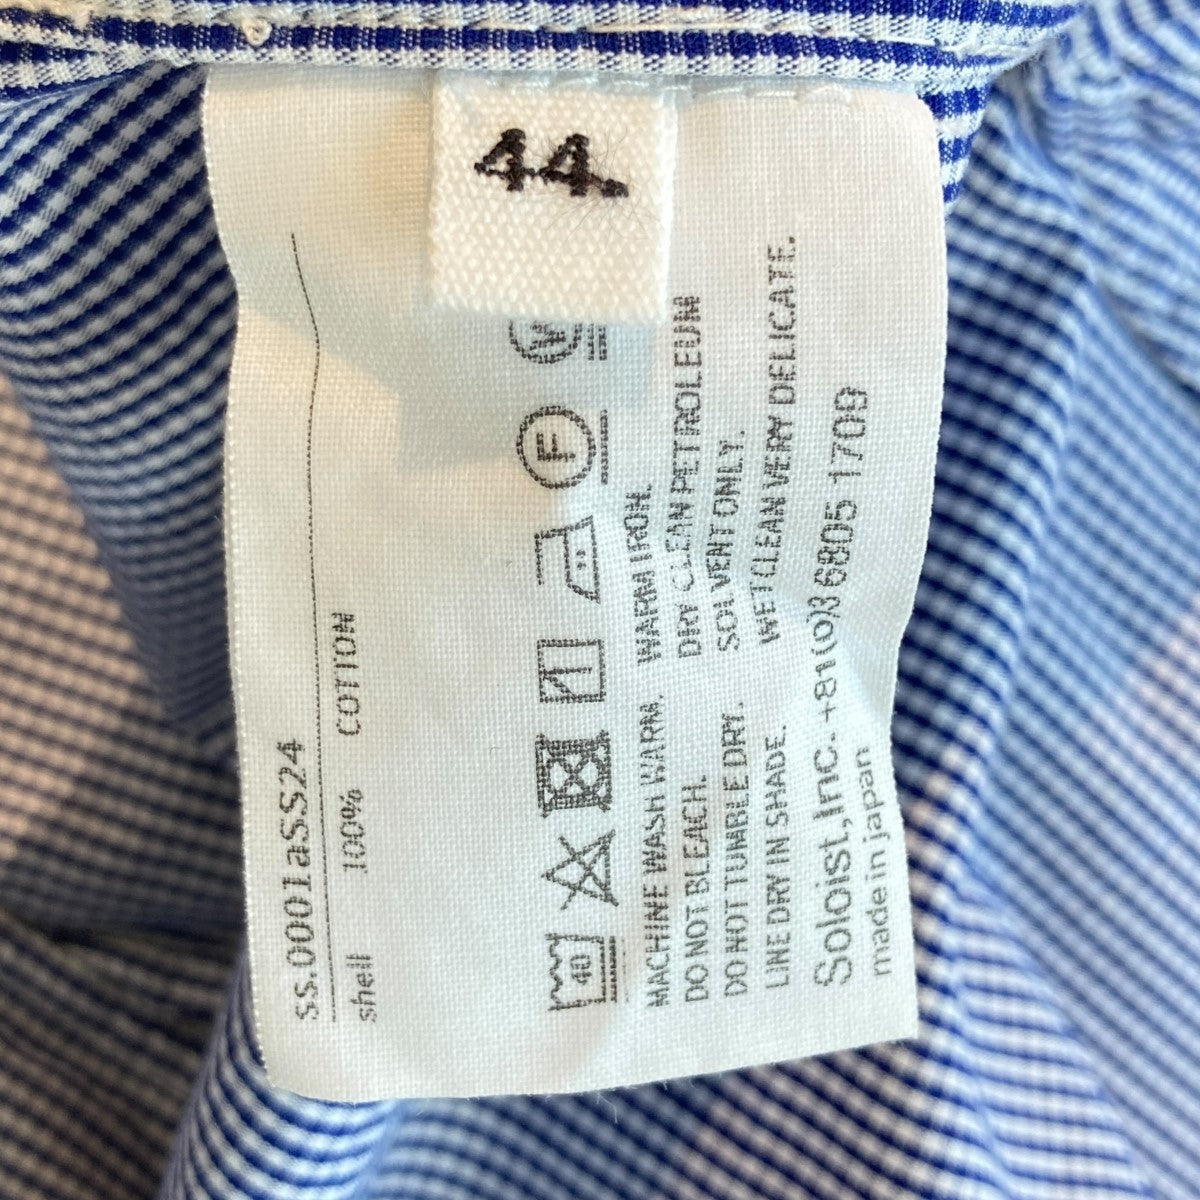 44.
ss.0001aSS24
shell 100% COTTON
40
F
W
MACHINE WASH WARM. WARM IRON.
DO NOT BLEACH. DRY CLEAN PETROLEUM
DO NOT TUMBLE DRY. SOLVENT ONLY.
LINE DRY IN SHADE. WET CLEAN VERY DELICATE.
Soloist,Inc. +81(0)3 6805 1709
made in japan